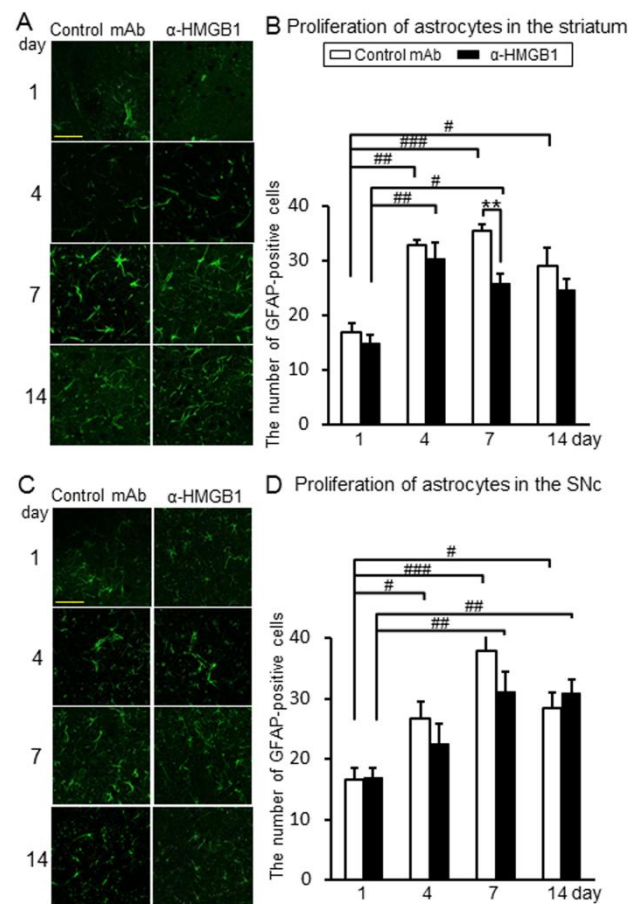 A
Control mAb α-HMGB1
day
1
4
7
14
B Proliferation of astrocytes in the striatum
Control mAb α-HMGB1
#
###
##
#
##
**
The number of GFAP-positive cells
40
30
20
10
0
1 4 7 14 day
C
Control mAb α-HMGB1
day
1
4
7
14
D Proliferation of astrocytes in the SNc
#
###
#
##
##
The number of GFAP-positive cells
40
30
20
10
0
1 4 7 14 day